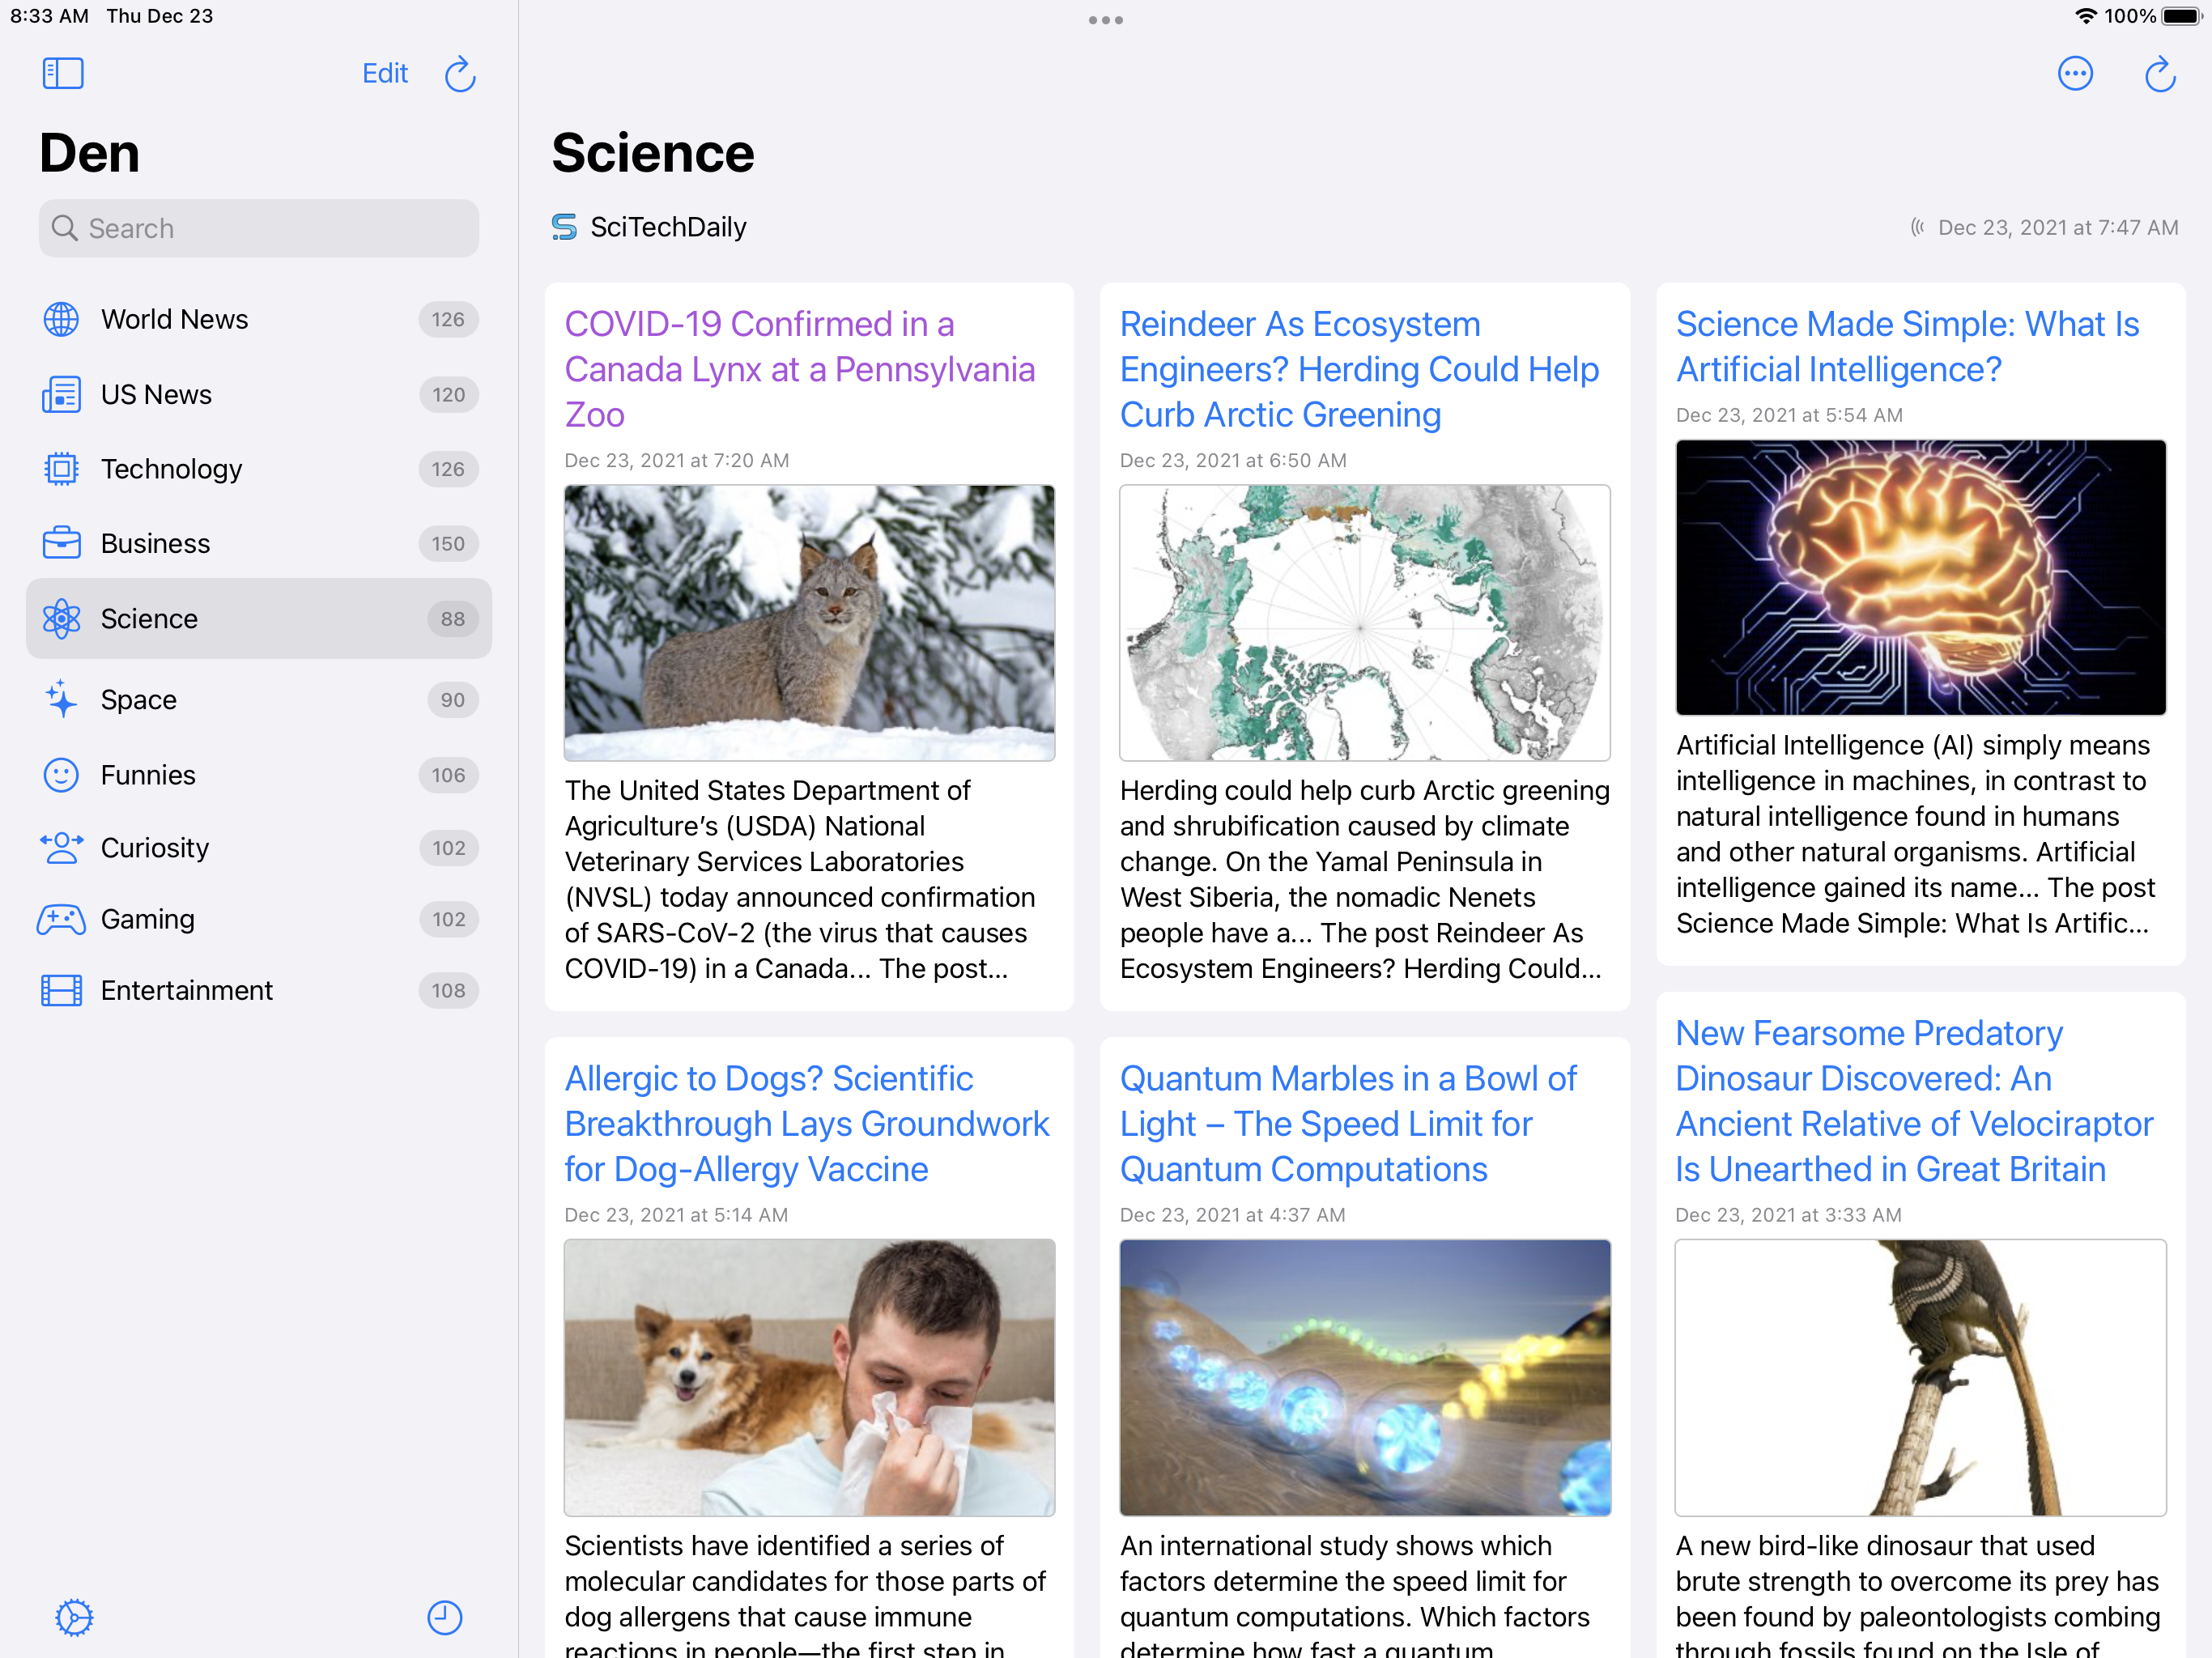 8:33 AM Thu Dec 23
100%
Edit
Den
Search
World News 126
US News 120
Technology 126
Business 150
Science 88
Space 90
Funnies 106
Curiosity 102
Gaming 102
Entertainment 108
Science
SciTechDaily
Dec 23, 2021 at 7:47 AM
COVID-19 Confirmed in a
Canada Lynx at a Pennsylvania
Zoo
Dec 23, 2021 at 7:20 AM
The United States Department of
Agriculture’s (USDA) National
Veterinary Services Laboratories
(NVSL) today announced confirmation
of SARS-CoV-2 (the virus that causes
COVID-19) in a Canada... The post...
Reindeer As Ecosystem
Engineers? Herding Could Help
Curb Arctic Greening
Dec 23, 2021 at 6:50 AM
Herding could help curb Arctic greening
and shrubification caused by climate
change. On the Yamal Peninsula in
West Siberia, the nomadic Nenets
people have a... The post Reindeer As
Ecosystem Engineers? Herding Could...
Science Made Simple: What Is
Artificial Intelligence?
Dec 23, 2021 at 5:54 AM
Artificial Intelligence (AI) simply means
intelligence in machines, in contrast to
natural intelligence found in humans
and other natural organisms. Artificial
intelligence gained its name... The post
Science Made Simple: What Is Artific...
Allergic to Dogs? Scientific
Breakthrough Lays Groundwork
for Dog-Allergy Vaccine
Dec 23, 2021 at 5:14 AM
Scientists have identified a series of
molecular candidates for those parts of
dog allergens that cause immune
reactions in people—the first step in
Quantum Marbles in a Bowl of
Light – The Speed Limit for
Quantum Computations
Dec 23, 2021 at 4:37 AM
An international study shows which
factors determine the speed limit for
quantum computations. Which factors
determine how fast a quantum
New Fearsome Predatory
Dinosaur Discovered: An
Ancient Relative of Velociraptor
Is Unearthed in Great Britain
Dec 23, 2021 at 3:33 AM
A new bird-like dinosaur that used
brute strength to overcome its prey has
been found by paleontologists combing
through fossils found on the Isle of